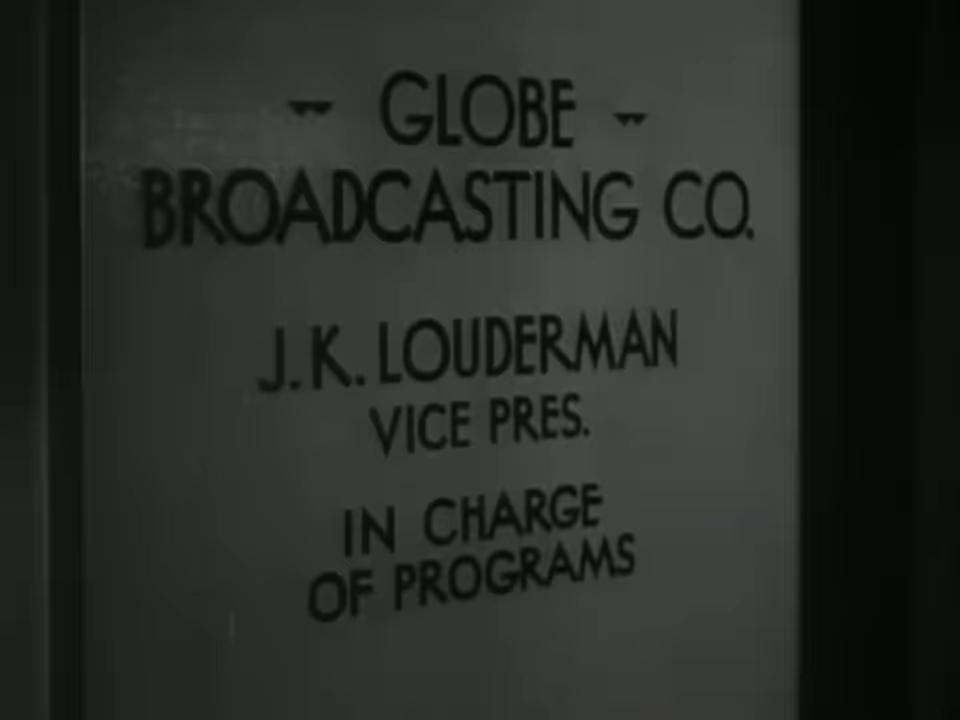 GLOBE
BROADCASTING CO.
J.K. LOUDERMAN
VICE PRES.
IN CHARGE
OF PROGRAMS